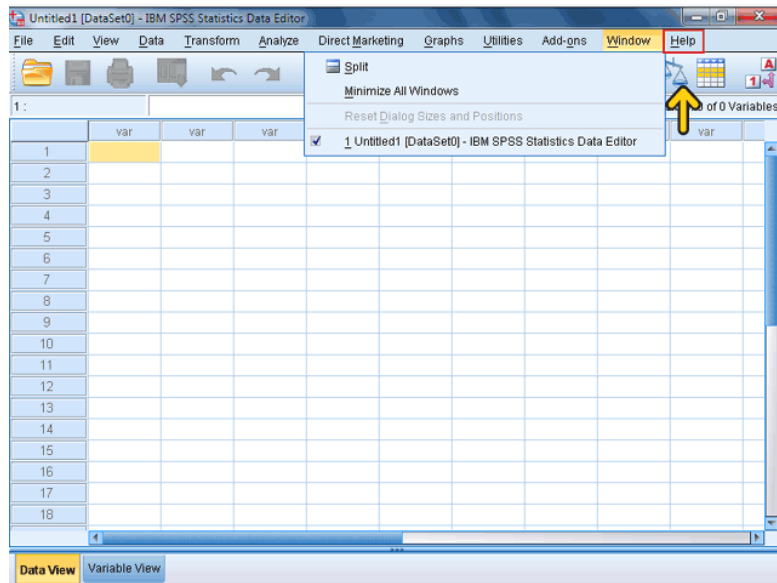 Untitled1 [DataSet0] - IBM SPSS Statistics Data Editor
File Edit View Data Transform Analyze Direct Marketing Graphs Utilities Add-ons Window Help
Split
Minimize All Windows
Reset Dialog Sizes and Positions
1 Untitled1 [DataSet0] - IBM SPSS Statistics Data Editor
1 :
of 0 Variables
var var var var
1
2
3
4
5
6
7
8
9
10
11
12
13
14
15
16
17
18
Data View Variable View